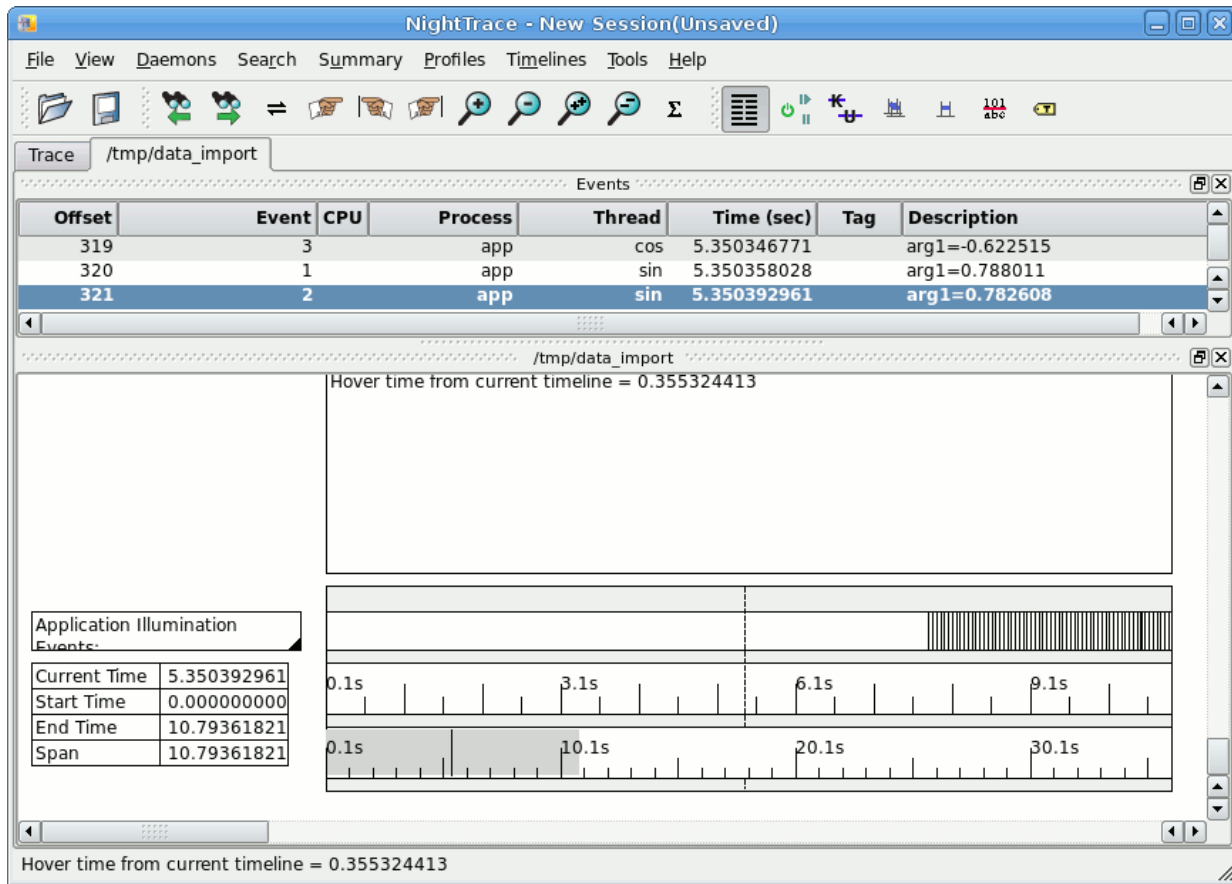 NightTrace - New Session(Unsaved)
File View Daemons Search Summary Profiles Timelines Tools Help
Σ K U 101 abc T
Trace /tmp/data_import
Events
Offset Event CPU Process Thread Time (sec) Tag Description
319 3 app cos 5.350346771 arg1=-0.622515
320 1 app sin 5.350358028 arg1=0.788011
321 2 app sin 5.350392961 arg1=0.782608
/tmp/data_import
Hover time from current timeline = 0.355324413
Application Illumination
Events:
Current Time 5.350392961
Start Time 0.000000000
End Time 10.79361821
Span 10.79361821
0.1s 3.1s 6.1s 9.1s
0.1s 10.1s 20.1s 30.1s
Hover time from current timeline = 0.355324413